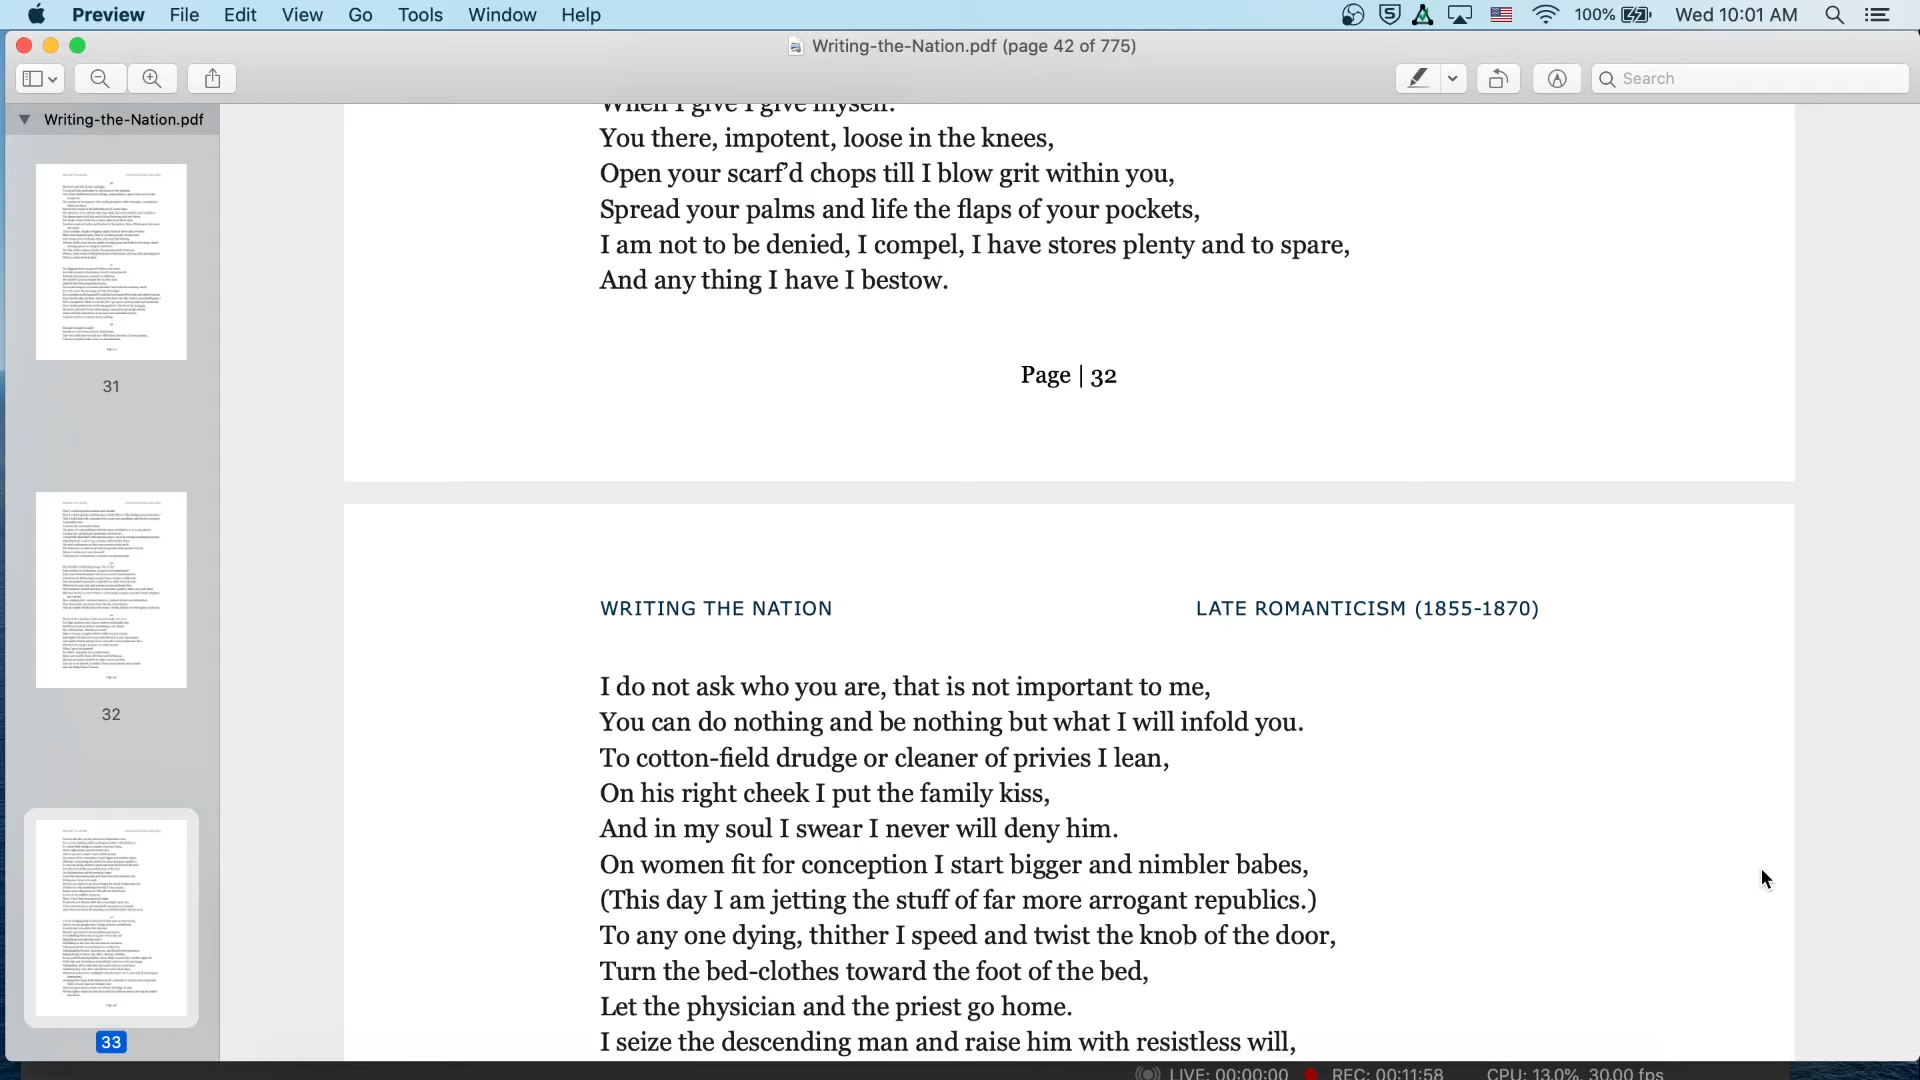 Preview File Edit View Go Tools Window Help 100% Wed 10:01 AM
Writing-the-Nation.pdf (page 42 of 775)
Search
Writing-the-Nation.pdf
31
32
33
When I give I give myself.
You there, impotent, loose in the knees,
Open your scarf’d chops till I blow grit within you,
Spread your palms and life the flaps of your pockets,
I am not to be denied, I compel, I have stores plenty and to spare,
And any thing I have I bestow.
Page | 32
WRITING THE NATION LATE ROMANTICISM (1855-1870)
I do not ask who you are, that is not important to me,
You can do nothing and be nothing but what I will infold you.
To cotton-field drudge or cleaner of privies I lean,
On his right cheek I put the family kiss,
And in my soul I swear I never will deny him.
On women fit for conception I start bigger and nimbler babes,
(This day I am jetting the stuff of far more arrogant republics.)
To any one dying, thither I speed and twist the knob of the door,
Turn the bed-clothes toward the foot of the bed,
Let the physician and the priest go home.
I seize the descending man and raise him with resistless will,
LIVE: 00:00:00 REC: 00:11:58 CPU: 13.0%, 30.00 fps